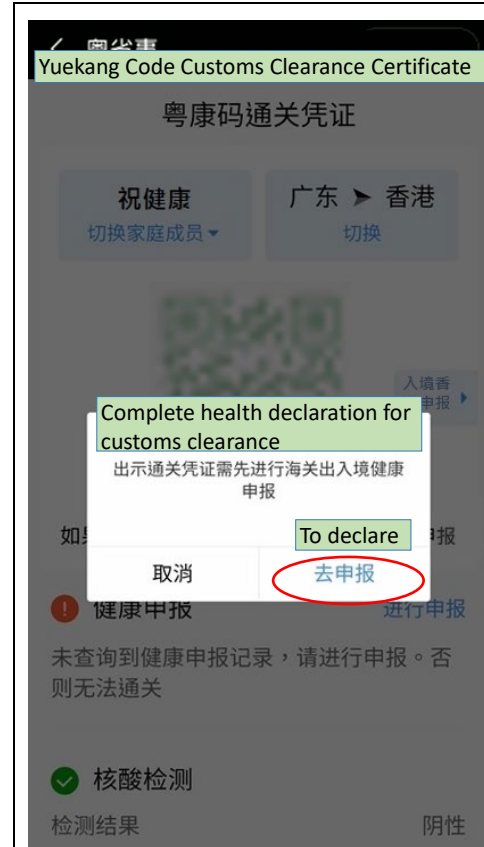 粤省事
Yuekang Code Customs Clearance Certificate
粤康码通关凭证
祝健康
广东 ➤ 香港
切换家庭成员
切换
入境香
申报
Complete health declaration for
customs clearance
出示通关凭证需先进行海关出入境健康
申报
To declare
如
报
取消
去申报
健康申报
进行申报
未查询到健康申报记录，请进行申报。否
则无法通关
核酸检测
检测结果
阴性